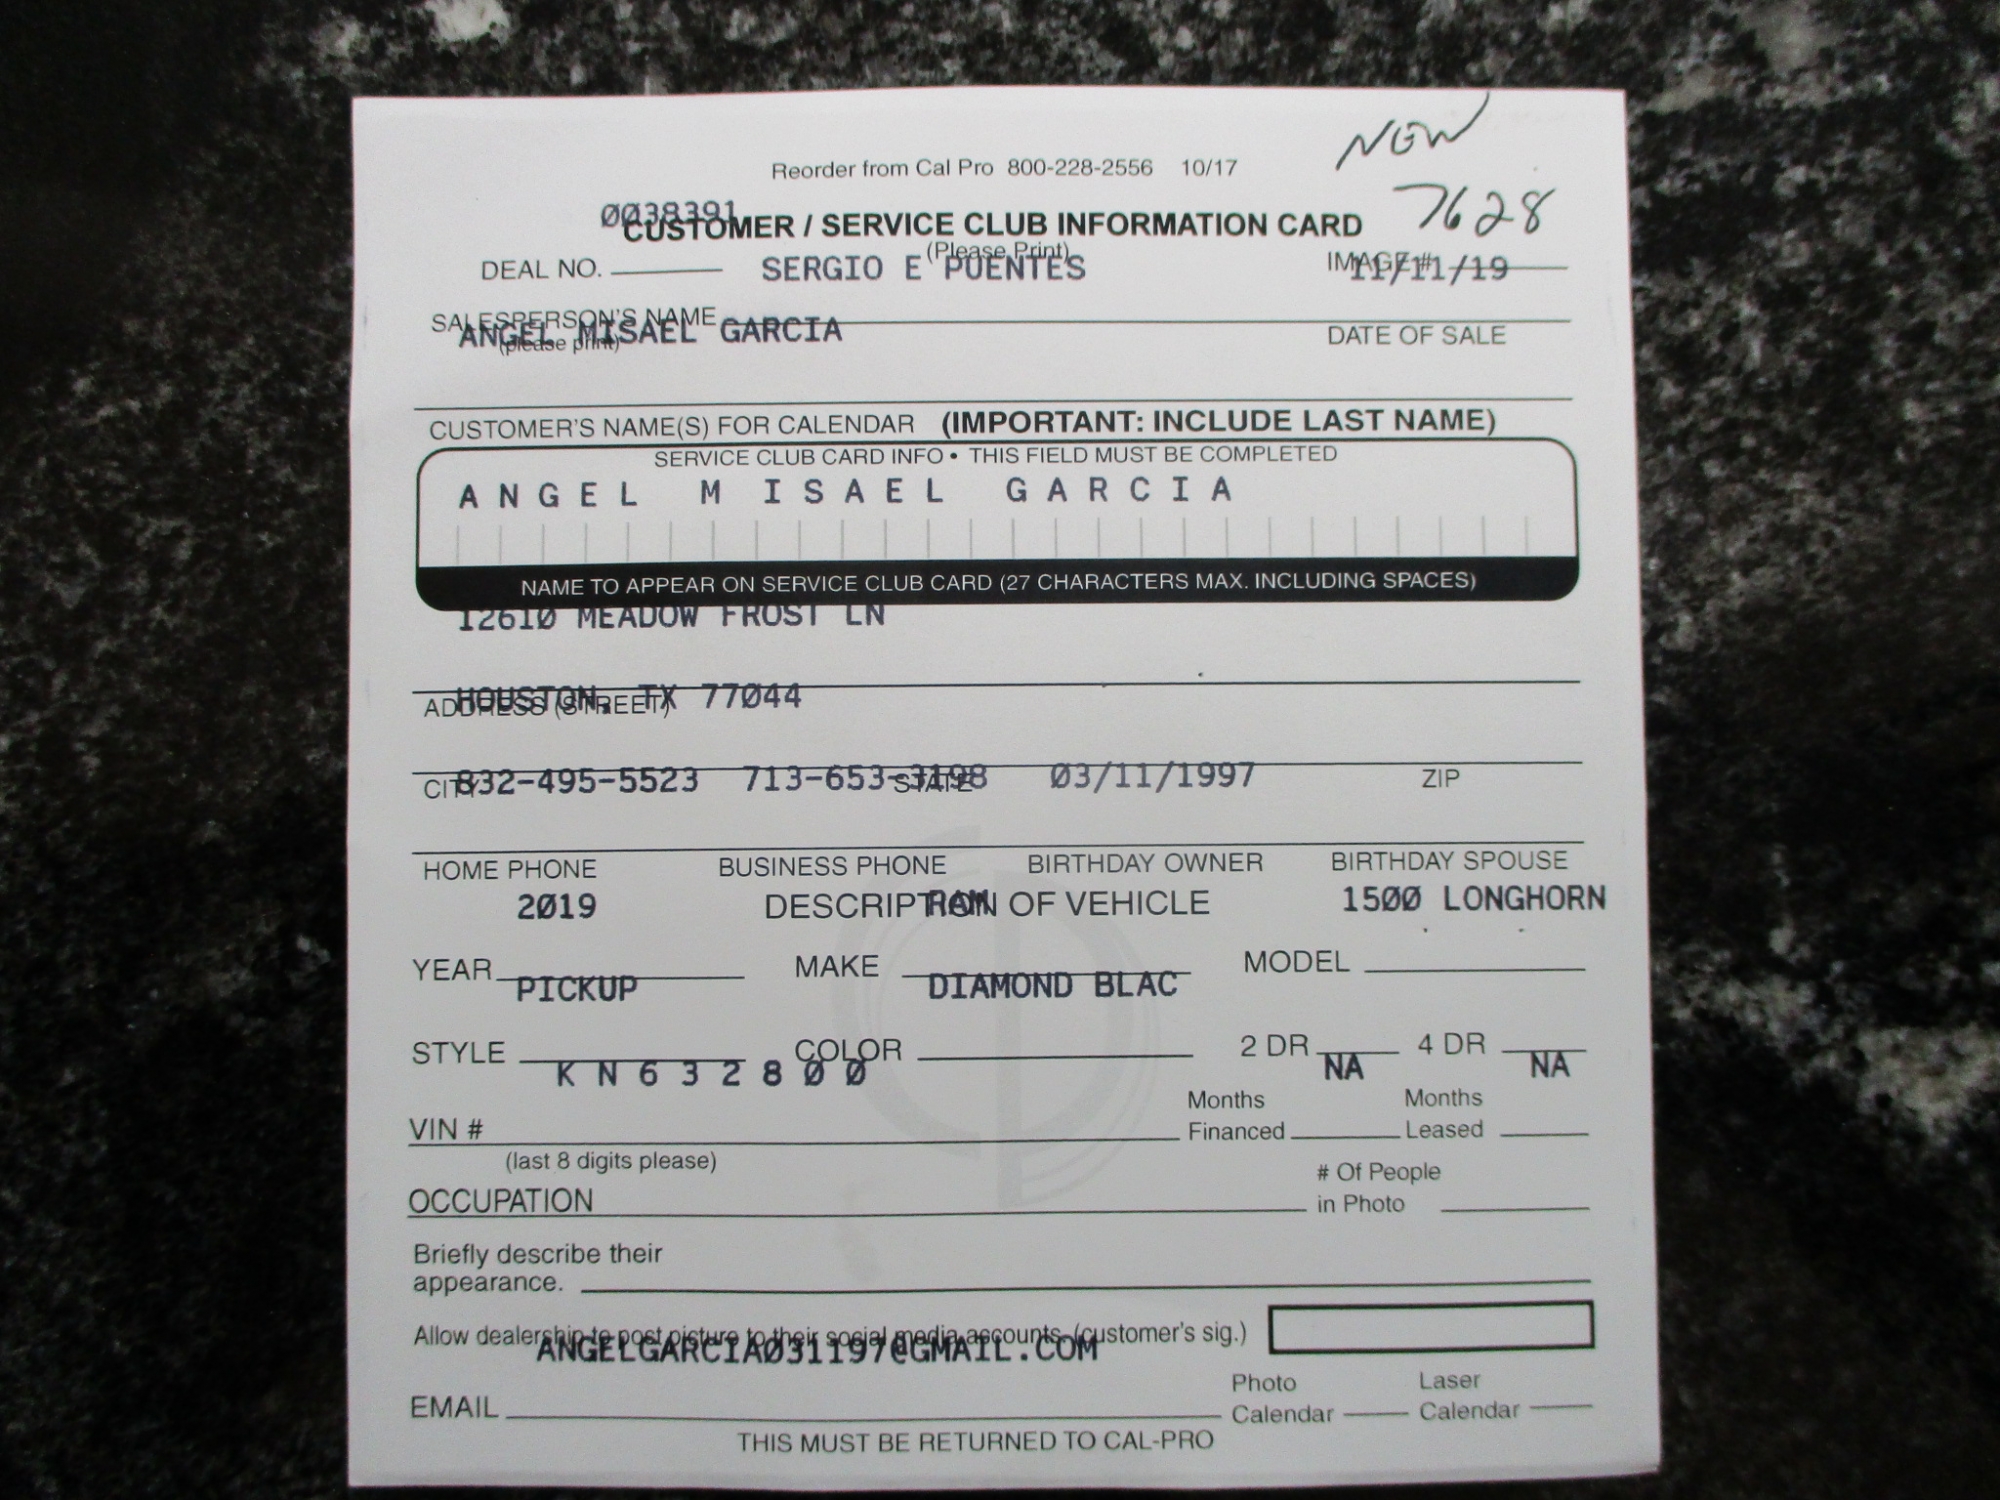 NEW
Reorder from Cal Pro 800-228-2556 10/17
7628
0038391
CUSTOMER / SERVICE CLUB INFORMATION CARD
(Please Print)
DEAL NO. SERGIO E PUENTES IMAGE# 11/11/19
SALESPERSON'S NAME
ANGEL MISAEL GARCIA DATE OF SALE
(please print)
CUSTOMER'S NAME(S) FOR CALENDAR (IMPORTANT: INCLUDE LAST NAME)
SERVICE CLUB CARD INFO • THIS FIELD MUST BE COMPLETED
ANGEL MISAEL GARCIA
NAME TO APPEAR ON SERVICE CLUB CARD (27 CHARACTERS MAX. INCLUDING SPACES)
12610 MEADOW FROST LN
HOUSTON, TX 77044
ADDRESS (STREET)
832-495-5523 713-653-3198 03/11/1997
CITY STATE ZIP
HOME PHONE BUSINESS PHONE BIRTHDAY OWNER BIRTHDAY SPOUSE
2019 RAM 1500 LONGHORN
DESCRIPTION OF VEHICLE
YEAR MAKE MODEL
PICKUP DIAMOND BLAC
STYLE COLOR 2 DR 4 DR
KN632800 NA NA
VIN # Months Financed Months Leased
(last 8 digits please)
OCCUPATION # Of People in Photo
Briefly describe their
appearance.
Allow dealership to post picture to their social media accounts (customer's sig.)
ANGELGARCIA031197@GMAIL.COM
EMAIL Photo Calendar Laser Calendar
THIS MUST BE RETURNED TO CAL-PRO